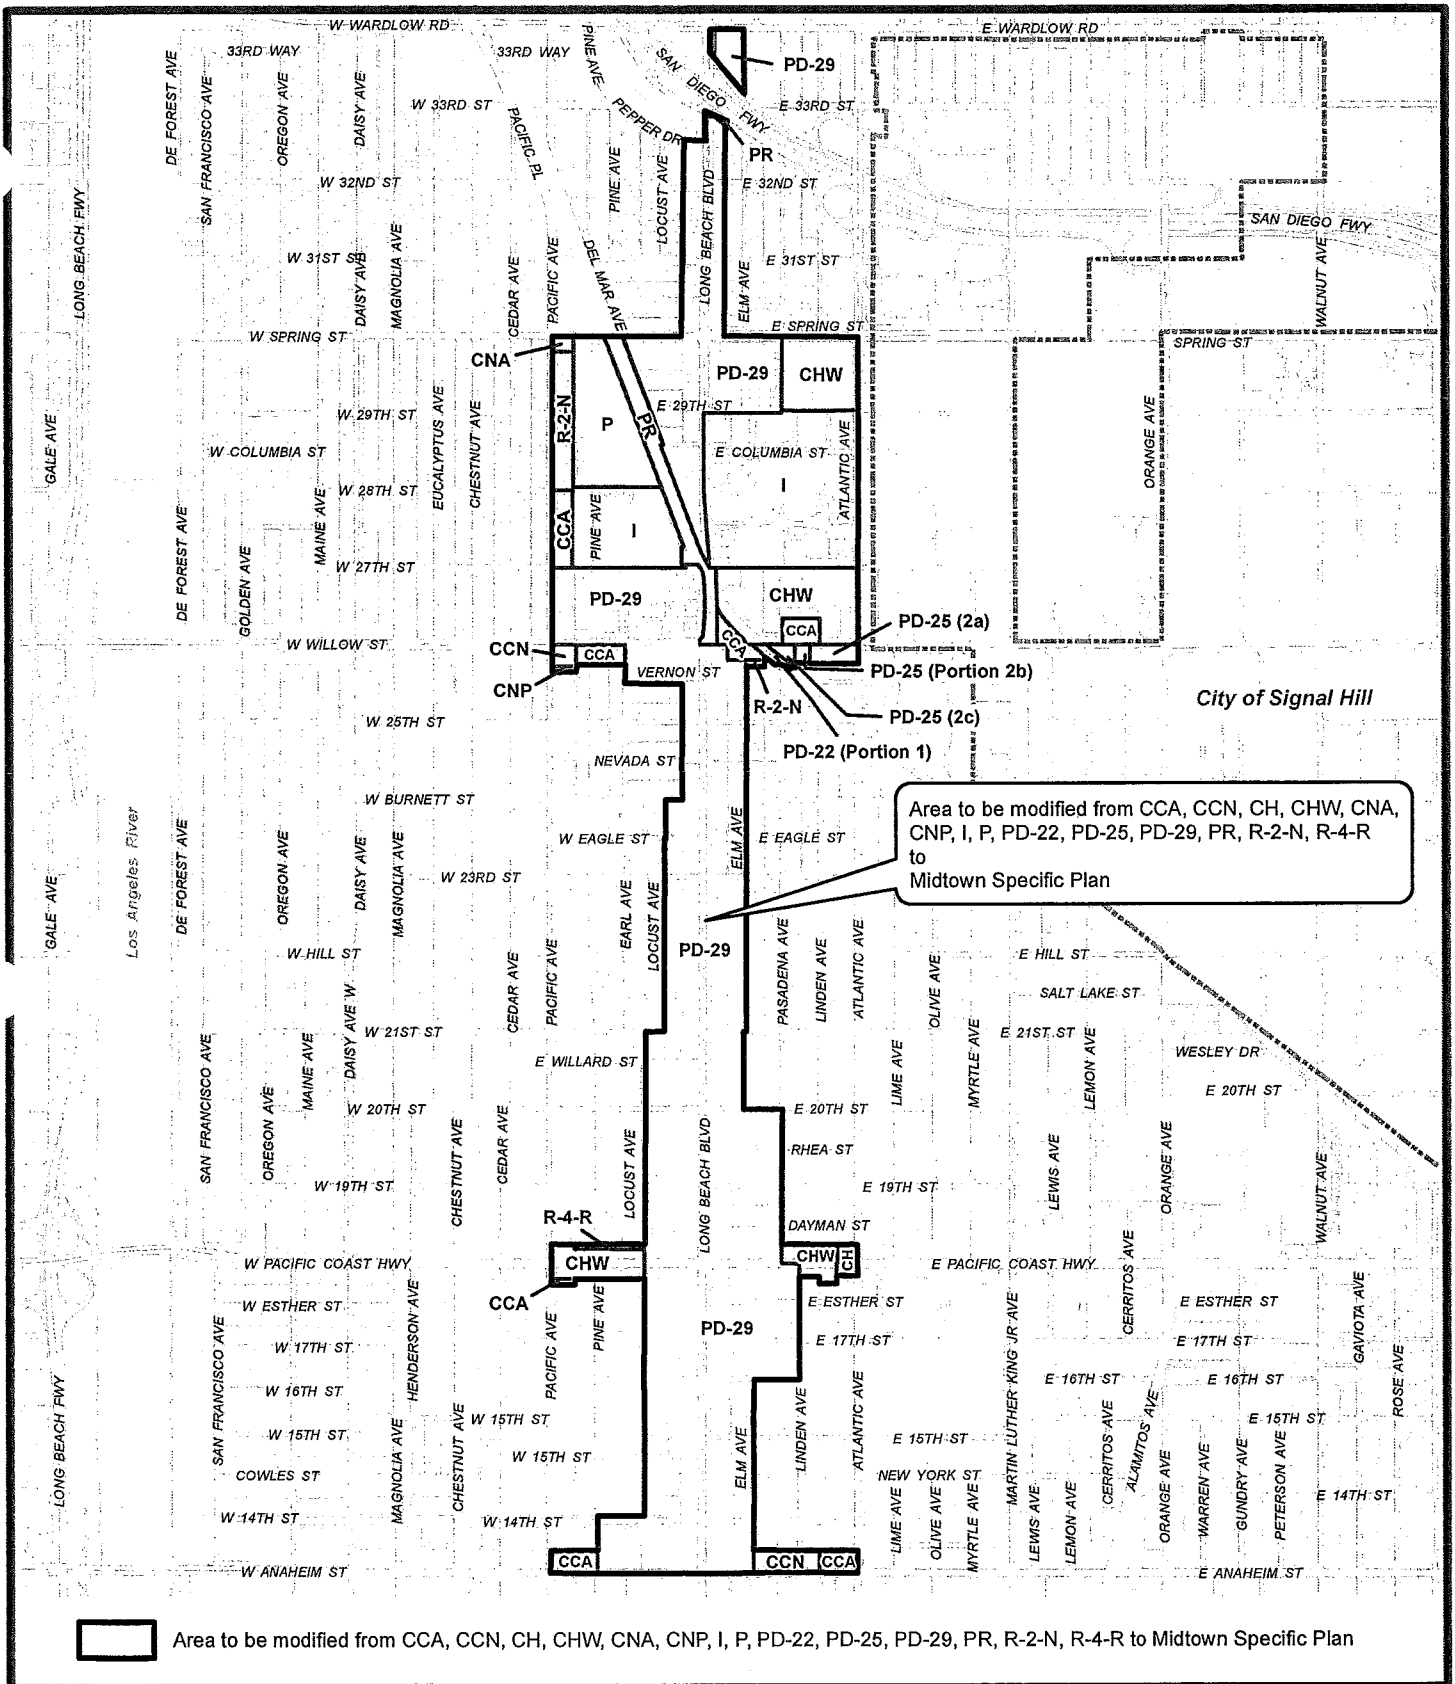 W WARDLOW RD
E WARDLOW RD
33RD WAY
33RD WAY
PINE AVE
SAN DIEGO FWY
PD-29
DE FOREST AVE
SAN FRANCISCO AVE
OREGON AVE
DAISY AVE
W 33RD ST
PACIFIC PL
PEPPER DR
E 33RD ST
PR
W 32ND ST
PINE AVE
LOCUST AVE
LONG BEACH BLVD
E 32ND ST
LONG BEACH FWY
SAN DIEGO FWY
W 31ST ST
DAISY AVE
MAGNOLIA AVE
CEDAR AVE
PACIFIC AVE
DEL MAR AVE
ELM AVE
E 31ST ST
WALNUT AVE
W SPRING ST
E SPRING ST
SPRING ST
CNA
PD-29
CHW
GALE AVE
W 29TH ST
EUCALYPTUS AVE
CHESTNUT AVE
R-2-N
P
PR
E 29TH ST
ATLANTIC AVE
ORANGE AVE
W COLUMBIA ST
E COLUMBIA ST
W 28TH ST
I
DE FOREST AVE
GOLDEN AVE
MAINE AVE
CCA
PINE AVE
I
W 27TH ST
PD-29
CHW
W WILLOW ST
CCN
CCA
CCA
CCA
PD-25 (2a)
CNP
VERNON ST
PD-25 (Portion 2b)
R-2-N
PD-25 (2c)
City of Signal Hill
W 25TH ST
PD-22 (Portion 1)
NEVADA ST
W BURNETT ST
Area to be modified from CCA, CCN, CH, CHW, CNA,
CNP, I, P, PD-22, PD-25, PD-29, PR, R-2-N, R-4-R
to
Midtown Specific Plan
Los Angeles River
W EAGLE ST
ELM AVE
E EAGLE ST
GALE AVE
DE FOREST AVE
OREGON AVE
DAISY AVE
MAGNOLIA AVE
W 23RD ST
EARL AVE
LOCUST AVE
PD-29
PASADENA AVE
LINDEN AVE
ATLANTIC AVE
W HILL ST
CEDAR AVE
PACIFIC AVE
OLIVE AVE
E HILL ST
SALT LAKE ST
DAISY AVE W
W 21ST ST
E 21ST ST
SAN FRANCISCO AVE
OREGON AVE
MAINE AVE
E WILLARD ST
LIME AVE
MYRTLE AVE
LEMON AVE
WESLEY DR
E 20TH ST
W 20TH ST
CHESTNUT AVE
CEDAR AVE
LOCUST AVE
LONG BEACH BLVD
E 20TH ST
RHEA ST
LEWIS AVE
ORANGE AVE
WALNUT AVE
W 19TH ST
E 19TH ST
R-4-R
DAYMAN ST
W PACIFIC COAST HWY
CHW
CHW
CH
E PACIFIC COAST HWY
CERRITOS AVE
W ESTHER ST
CCA
E ESTHER ST
E ESTHER ST
SAN FRANCISCO AVE
HENDERSON AVE
PACIFIC AVE
PINE AVE
PD-29
W 17TH ST
E 17TH ST
E 17TH ST
MARTIN LUTHER KING JR AVE
GAVIOTA AVE
ROSE AVE
LONG BEACH FWY
W 16TH ST
E 16TH ST
E 16TH ST
W 15TH ST
MAGNOLIA AVE
CHESTNUT AVE
W 15TH ST
ELM AVE
LINDEN AVE
ATLANTIC AVE
E 15TH ST
CERRITOS AVE
ALAMITOS AVE
E 15TH ST
COWLES ST
W 15TH ST
NEW YORK ST
W 14TH ST
W 14TH ST
LIME AVE
OLIVE AVE
MYRTLE AVE
LEWIS AVE
LEMON AVE
ORANGE AVE
WARREN AVE
GUNDRY AVE
PETERSON AVE
E 14TH ST
CCA
CCN
CCA
W ANAHEIM ST
E ANAHEIM ST
Area to be modified from CCA, CCN, CH, CHW, CNA, CNP, I, P, PD-22, PD-25, PD-29, PR, R-2-N, R-4-R to Midtown Specific Plan